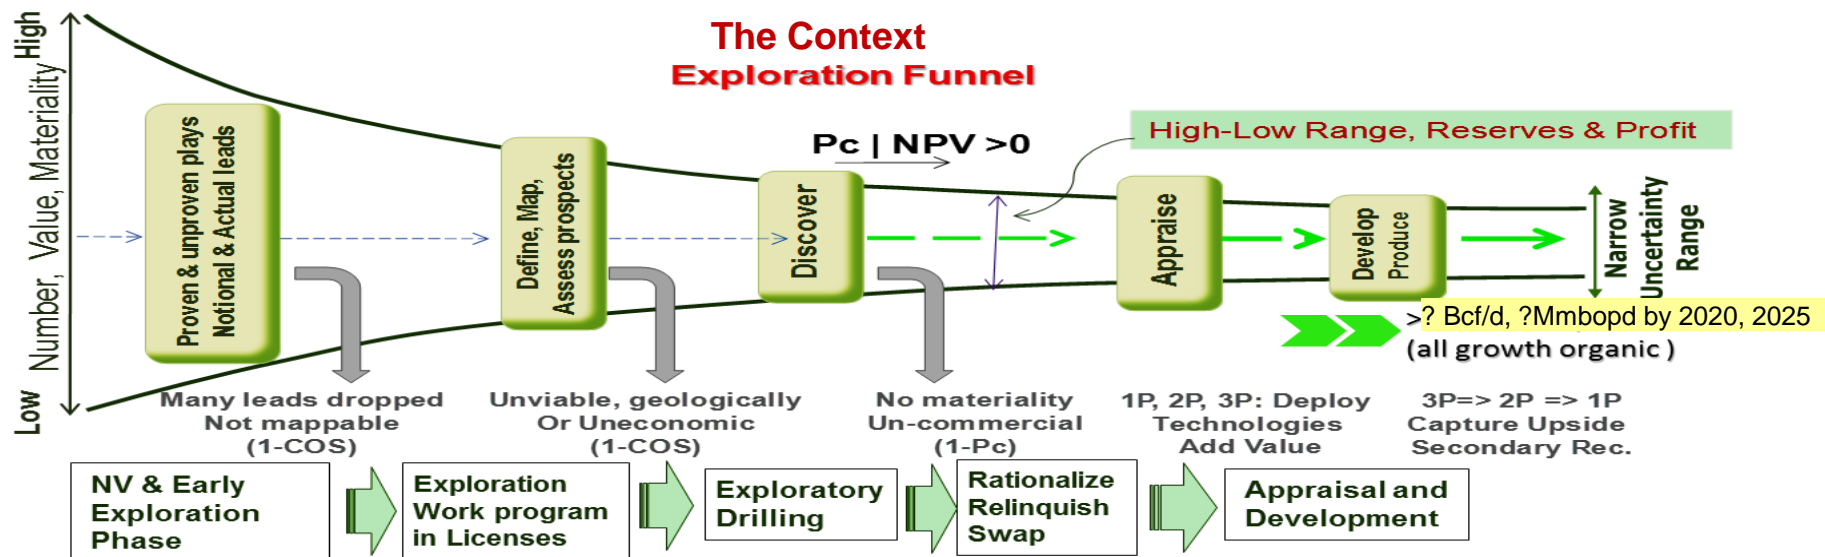 The Context
Exploration Funnel
High
Number, Value, Materiality
Low
Proven & unproven plays
Notional & Actual leads
Define, Map,
Assess prospects
Discover
Pc | NPV >0
High-Low Range, Reserves & Profit
Appraise
Develop
Produce
Narrow
Uncertainty
Range
>? Bcf/d, ?Mmbopd by 2020, 2025
(all growth organic )
Many leads dropped
Not mappable
(1-COS)
Unviable, geologically
Or Uneconomic
(1-COS)
No materiality
Un-commercial
(1-Pc)
1P, 2P, 3P: Deploy
Technologies
Add Value
3P=> 2P => 1P
Capture Upside
Secondary Rec.
NV & Early
Exploration
Phase
Exploration
Work program
in Licenses
Exploratory
Drilling
Rationalize
Relinquish
Swap
Appraisal and
Development